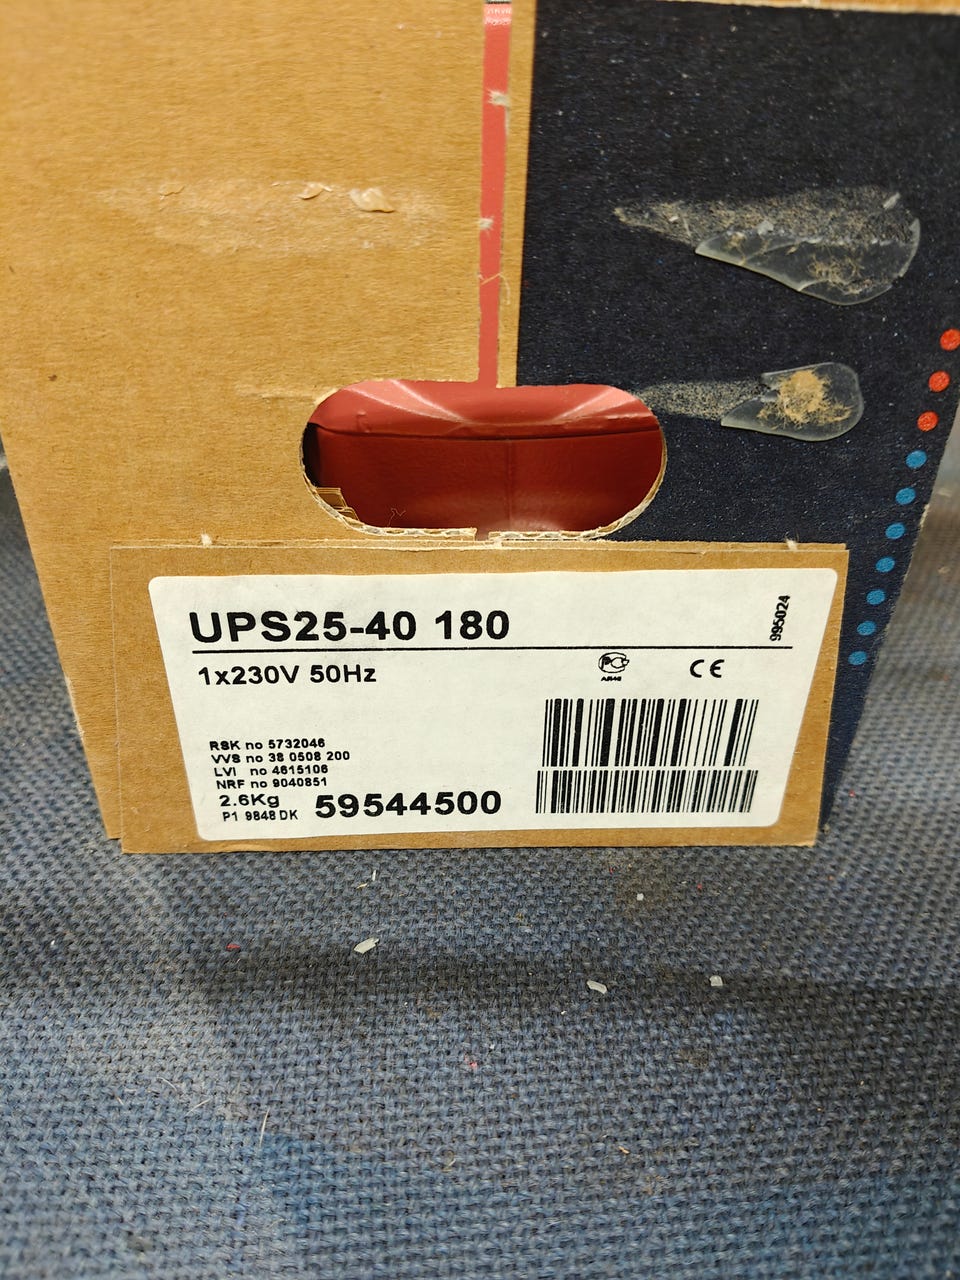 UPS25-40 180
995024
1x230V 50Hz
CE
RSK no 5732046
VVS no 38 0508 200
LVI no 4615106
NRF no 9040851
2.6Kg
P1 9848 DK
59544500